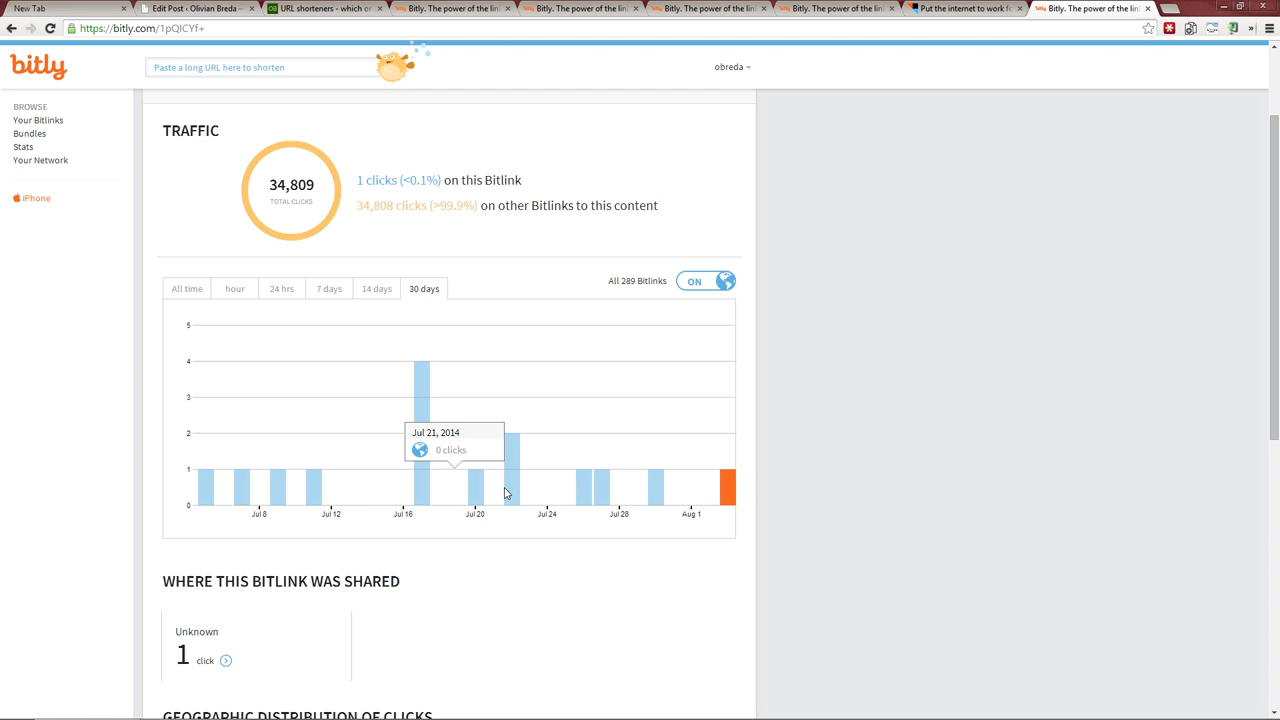 New Tab
Edit Post ‹ Olivian Breda —
URL shorteners - which on
Bitly. The power of the lin
Bitly. The power of the lin
Bitly. The power of the lin
Bitly. The power of the lin
Put the internet to work fo
Bitly. The power of the lin
https://bitly.com/1pQICYf+
bitly
Paste a long URL here to shorten
obreda
BROWSE
Your Bitlinks
Bundles
Stats
Your Network
iPhone
TRAFFIC
34,809
TOTAL CLICKS
1 clicks (<0.1%) on this Bitlink
34,808 clicks (>99.9%) on other Bitlinks to this content
All time
hour
24 hrs
7 days
14 days
30 days
All 289 Bitlinks
ON
5
4
3
2
1
0
Jul 21, 2014
0 clicks
Jul 8
Jul 12
Jul 16
Jul 20
Jul 24
Jul 28
Aug 1
WHERE THIS BITLINK WAS SHARED
Unknown
1 click
GEOGRAPHIC DISTRIBUTION OF CLICKS